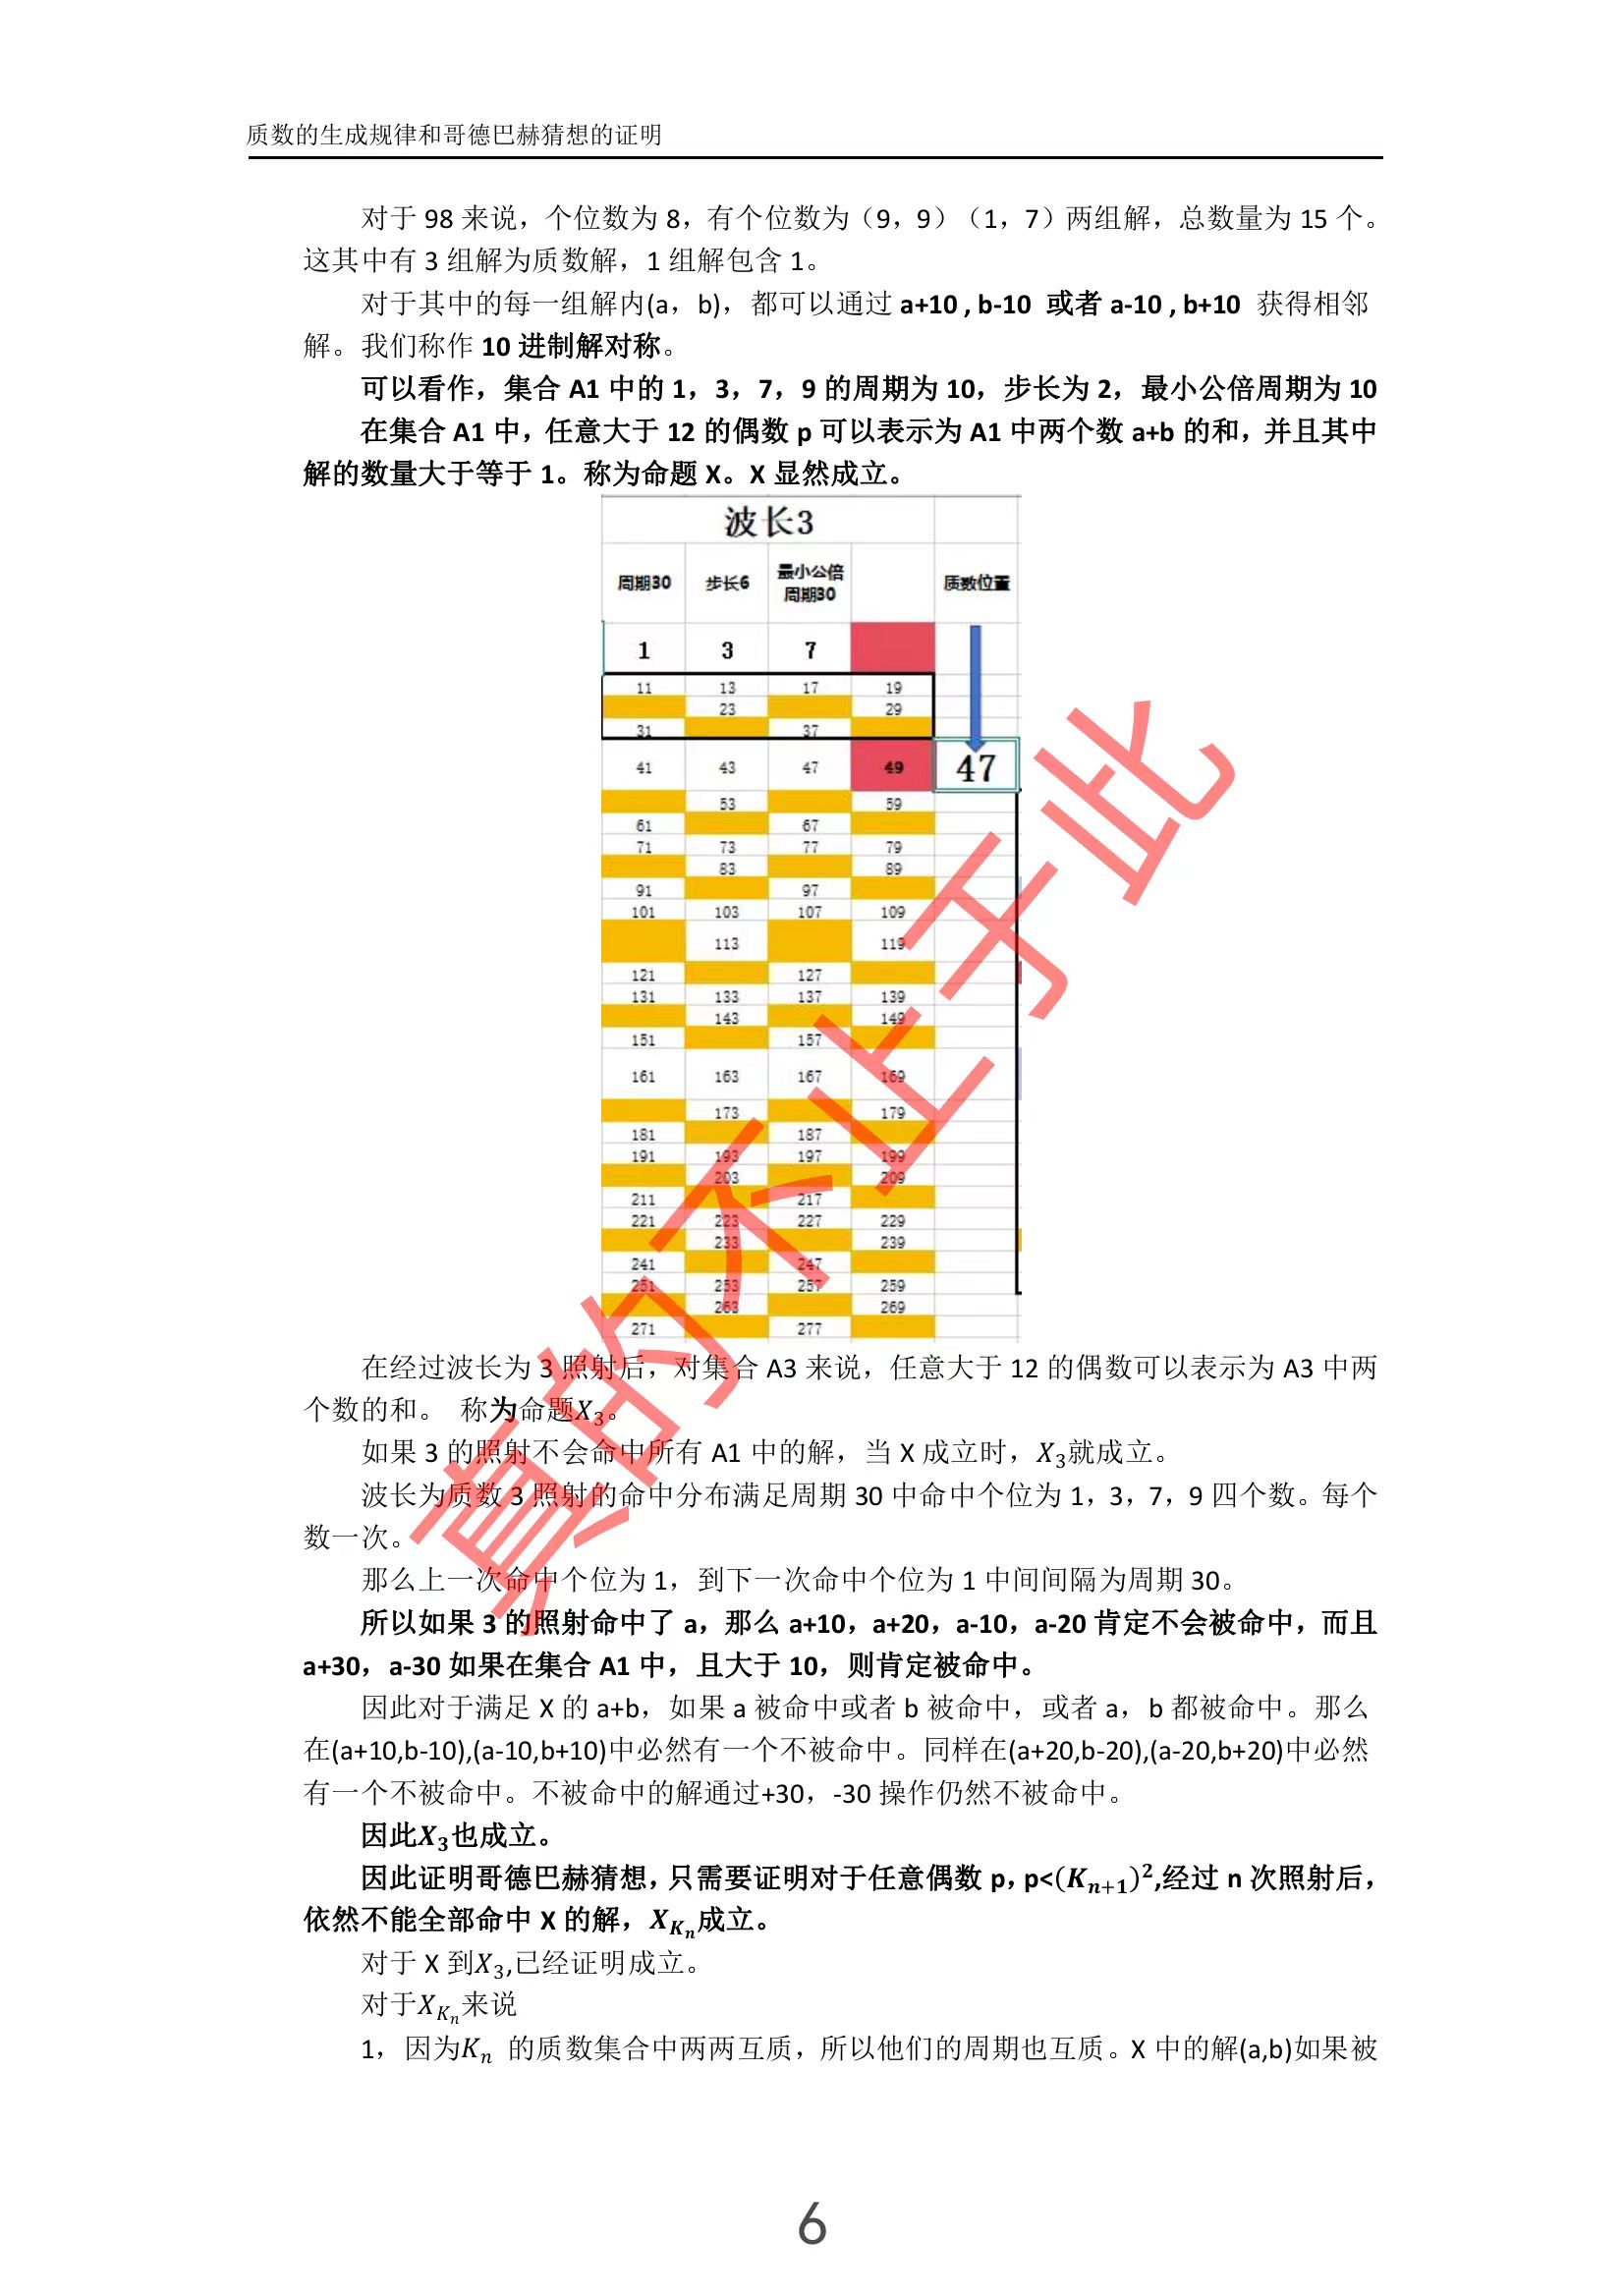 质数的生成规律和哥德巴赫猜想的证明
对于 98 来说，个位数为 8，有个位数为（9，9）（1，7）两组解，总数量为 15 个。
这其中有 3 组解为质数解，1 组解包含 1。
对于其中的每一组解内(a，b)，都可以通过 a+10 , b-10 或者 a-10 , b+10 获得相邻
解。我们称作 10 进制解对称。
可以看作，集合 A1 中的 1，3，7，9 的周期为 10，步长为 2，最小公倍周期为 10
在集合 A1 中，任意大于 12 的偶数 p 可以表示为 A1 中两个数 a+b 的和，并且其中
解的数量大于等于 1。称为命题 X。X 显然成立。
波长3
周期30 步长6 最小公倍周期30 质数位置
1 3 7
11 13 17 19
23 29
31 37
41 43 47 49 47
53 59
61 67
71 73 77 79
83 89
91 97
101 103 107 109
113 119
121 127
131 133 137 139
143 149
151 157
161 163 167 169
173 179
181 187
191 193 197 199
203 209
211 217
221 223 227 229
233 239
241 247
251 253 257 259
263 269
271 277
在经过波长为 3 照射后，对集合 A3 来说，任意大于 12 的偶数可以表示为 A3 中两
个数的和。 称为命题X₃。
如果 3 的照射不会命中所有 A1 中的解，当 X 成立时，X₃就成立。
波长为质数 3 照射的命中分布满足周期 30 中命中个位为 1，3，7，9 四个数。每个
数一次。
那么上一次命中个位为 1，到下一次命中个位为 1 中间间隔为周期 30。
所以如果 3 的照射命中了 a，那么 a+10，a+20，a-10，a-20 肯定不会被命中，而且
a+30，a-30 如果在集合 A1 中，且大于 10，则肯定被命中。
因此对于满足 X 的 a+b，如果 a 被命中或者 b 被命中，或者 a，b 都被命中。那么
在(a+10,b-10),(a-10,b+10)中必然有一个不被命中。同样在(a+20,b-20),(a-20,b+20)中必然
有一个不被命中。不被命中的解通过+30，-30 操作仍然不被命中。
因此X₃也成立。
因此证明哥德巴赫猜想，只需要证明对于任意偶数 p，p<(Kₙ₊₁)²,经过 n 次照射后，
依然不能全部命中 X 的解，X_{Kₙ}成立。
对于 X 到X₃,已经证明成立。
对于X_{Kₙ}来说
1，因为Kₙ 的质数集合中两两互质，所以他们的周期也互质。X 中的解(a,b)如果被
真的不止于此
6